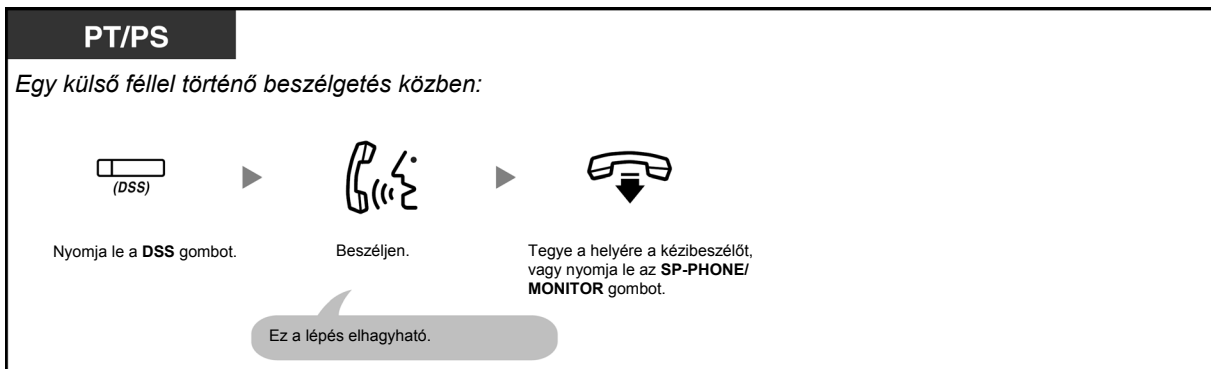 PT/PS
Egy külső féllel történő beszélgetés közben:
(DSS)
Nyomja le a DSS gombot.
Beszéljen.
Tegye a helyére a kézibeszélőt,
vagy nyomja le az SP-PHONE/
MONITOR gombot.
Ez a lépés elhagyható.